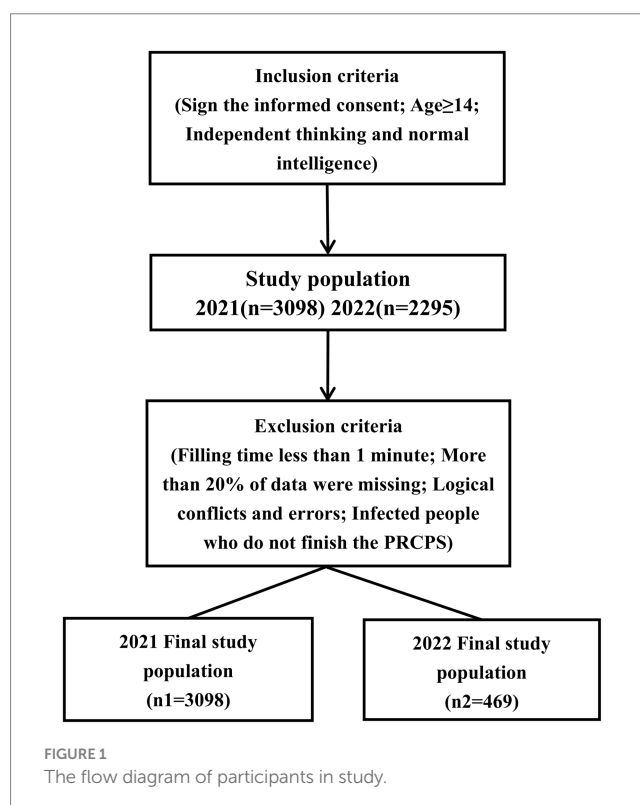 Inclusion criteria
(Sign the informed consent; Age≥14;
Independent thinking and normal
intelligence)
Study population
2021(n=3098) 2022(n=2295)
Exclusion criteria
(Filling time less than 1 minute; More
than 20% of data were missing; Logical
conflicts and errors; Infected people
who do not finish the PRCPS)
2021 Final study
population
(n1=3098)
2022 Final study
population
(n2=469)
FIGURE 1
The flow diagram of participants in study.